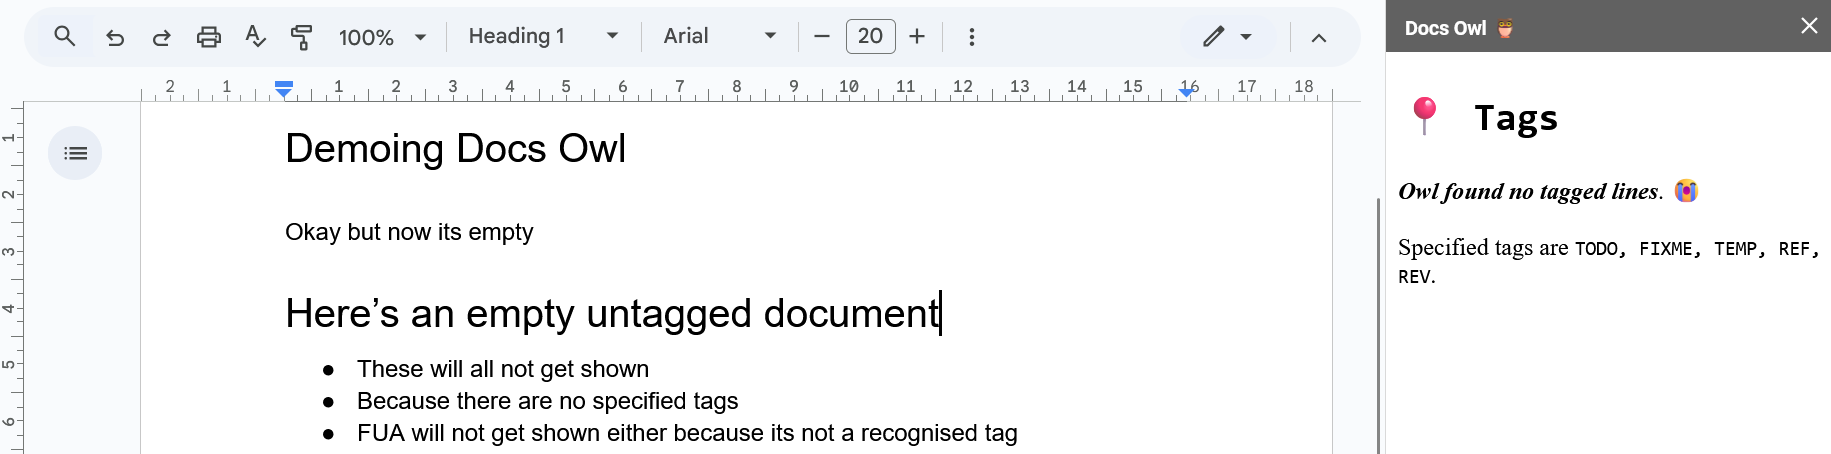 100%
Heading 1
Arial
20
Docs Owl
2 1 1 2 3 4 5 6 7 8 9 10 11 12 13 14 15 16 17 18
1
2
3
4
5
6
Demoing Docs Owl
Okay but now its empty
Here’s an empty untagged document
● These will all not get shown
● Because there are no specified tags
● FUA will not get shown either because its not a recognised tag
Tags
Owl found no tagged lines.
Specified tags are TODO, FIXME, TEMP, REF,
REV.